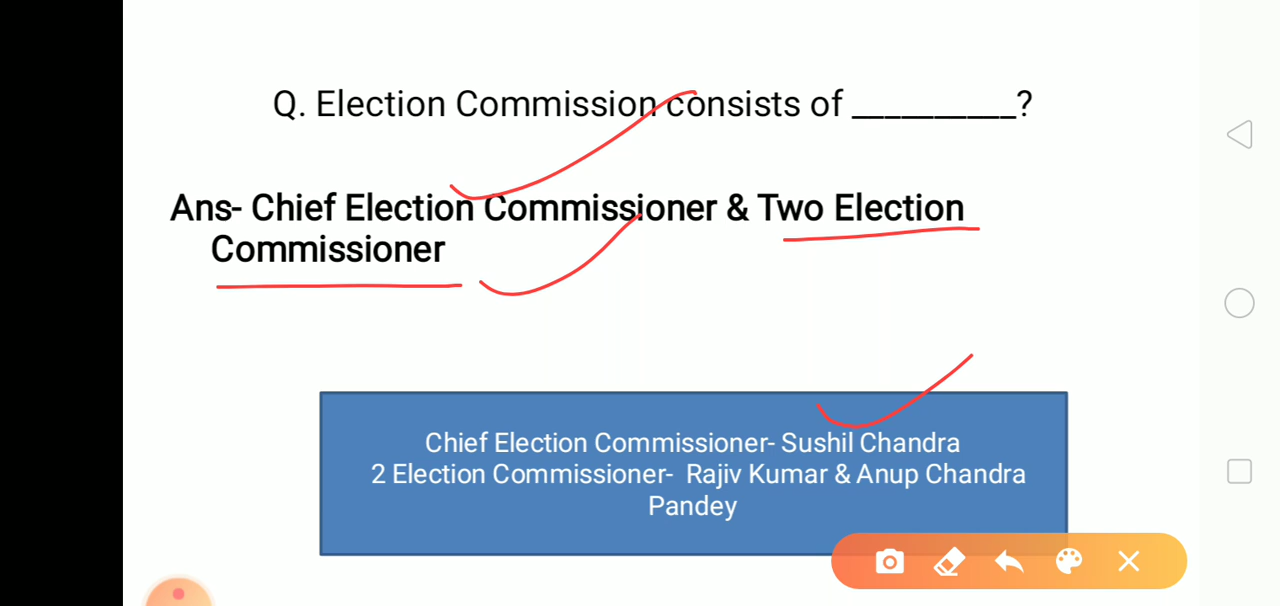 Q. Election Commission consists of __________?
Ans- Chief Election Commissioner & Two Election
Commissioner
Chief Election Commissioner- Sushil Chandra
2 Election Commissioner- Rajiv Kumar & Anup Chandra
Pandey